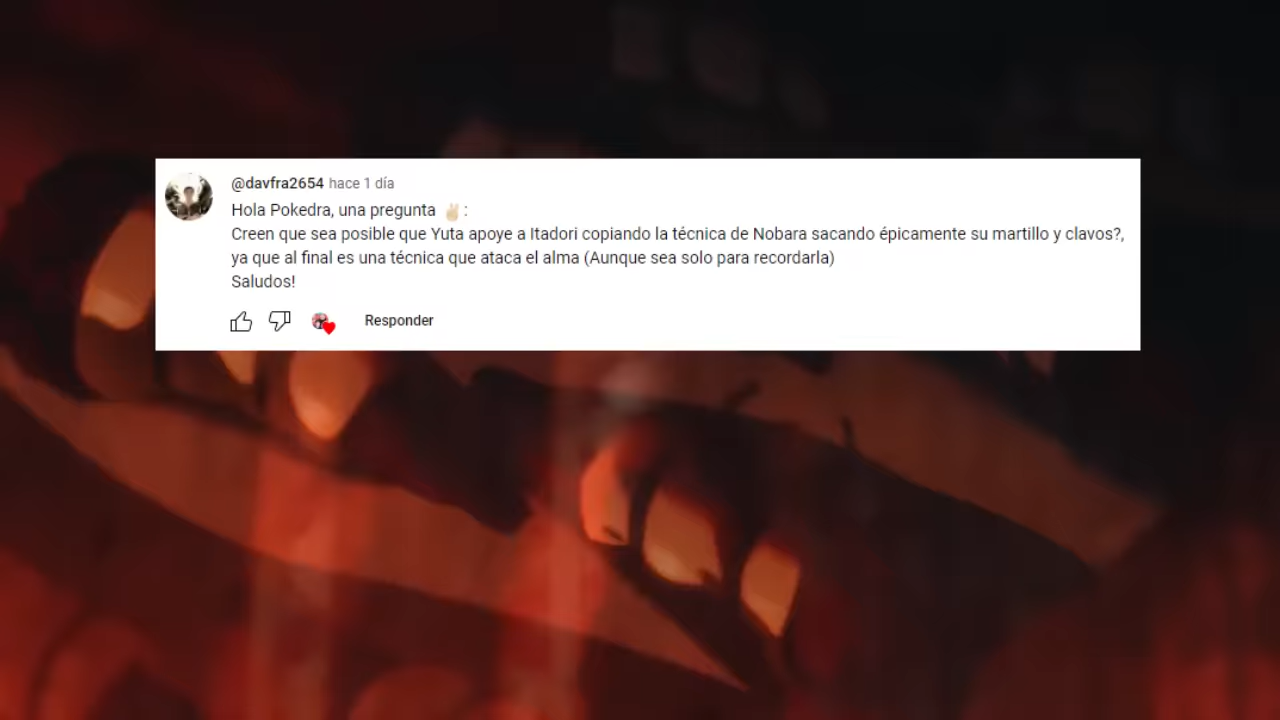 @davfra2654 hace 1 día
Hola Pokedra, una pregunta ✌🏻:
Creen que sea posible que Yuta apoye a Itadori copiando la técnica de Nobara sacando épicamente su martillo y clavos?,
ya que al final es una técnica que ataca el alma (Aunque sea solo para recordarla)
Saludos!
Responder